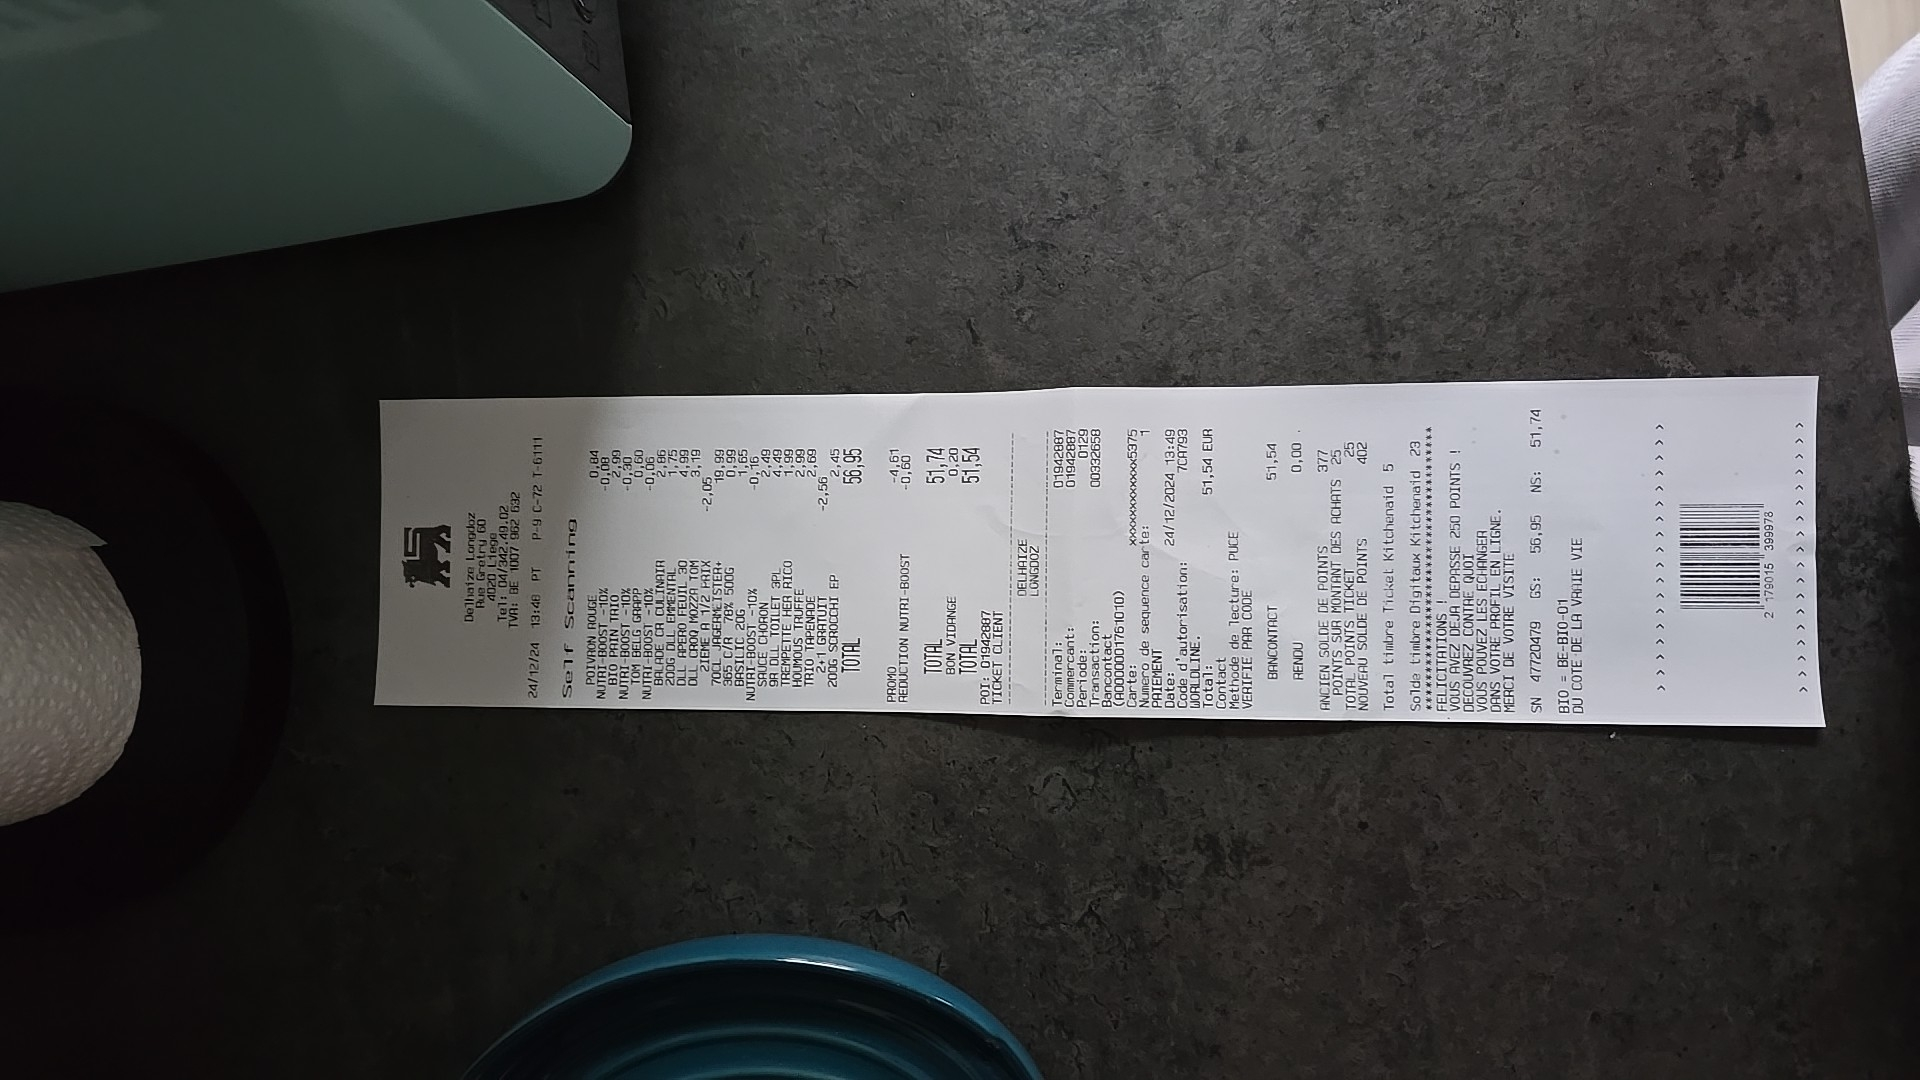 Delhaize Longdoz
Rue Gretry 60
4020 Liege
Tel: 04/342.49.02
TVA: BE 1007 962 632
24/12/24 13:48 PT P-9 C-72 T-6111
Self Scanning
POIVRON ROUGE 0,84
NUTRI-BOOST -10% -0,08
BIO PAIN TRIO 2,99
NUTRI-BOOST -10% -0,30
TOM BELG GRAPP 0,60
NUTRI-BOOST -10% -0,06
BALADE LA CULINAIR 2,86
200G DLL EMMENTAL 1,75
DLL APERO FEUIL 30 4,99
DLL CROQ MOZZA TOM 3,19
2IEME A 1/2 PRIX -2,05
70CL JAGERMEISTER+ 19,99
365 C/A 78% 500G 0,99
BASILIC 20G 1,65
NUTRI-BOOST -10% -0,16
SAUCE CHORON 2,49
9R DLL TOILET 3PL 4,49
TREMPETTE HER RICO 1,99
HOUMOUS TRUFFE 2,99
TRIO TAPENADE 2,69
2+1 GRATUIT -2,56
200G SCROCCHI EP 2,45
TOTAL 56,95
PROMO -4,61
REDUCTION NUTRI-BOOST -0,60
TOTAL 51,74
BON VIDANGE 0,20
TOTAL 51,54
POI: 01942887
TICKET CLIENT
DELHAIZE
LONGDOZ
Terminal: 01942887
Commercant: 01942887
Periode: 0129
Transaction: 00332658
Bancontact
(A00000001761010)
Carte: xxxxxxxxxxxxx5375
Numero de sequence carte: 1
PAIEMENT
Date: 24/12/2024 13:49
Code d'autorisation: 7CA793
WORLDLINE.
Total: 51,54 EUR
Contact
Méthode de lecture: PUCE
VERIFIE PAR CODE
BANCONTACT 51,54
RENDU 0,00
ANCIEN SOLDE DE POINTS 377
POINTS SUR MONTANT DES ACHATS 25
TOTAL POINTS TICKET 25
NOUVEAU SOLDE DE POINTS 402
Total timbre Ticket Kitchenaid 5
Solde timbre Digitaux Kitchenaid 23
****************************************
FELICITATIONS !
VOUS AVEZ DEJA DEPASSE 250 POINTS !
DECOUVREZ CONTRE QUOI
VOUS POUVEZ LES ECHANGER
DANS VOTRE PROFIL EN LIGNE.
MERCI DE VOTRE VISITE
SN 47720479 GS: 56,95 NS: 51,74
BIO = BE-BIO-01
DU COTE DE LA VRAIE VIE
2 179015 399978